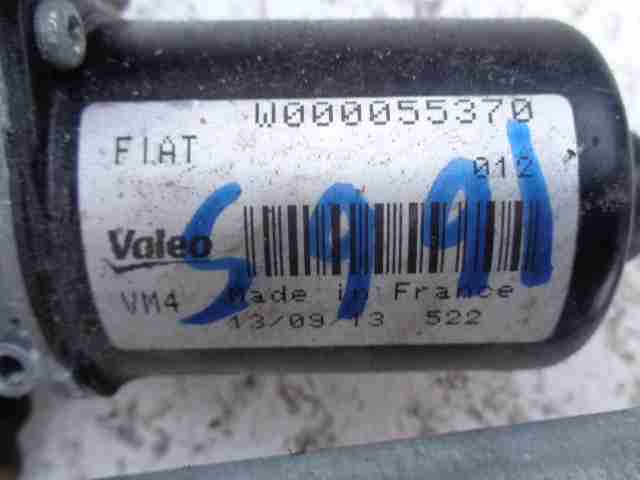 W000055370
FIAT
012
Valeo
VM4
Made in France
13/09/13 522